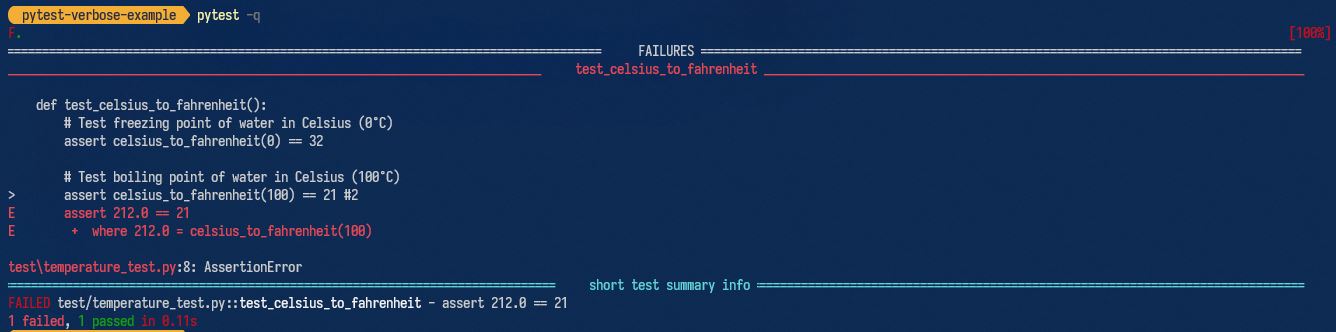 pytest-verbose-example pytest -q
F. [100%]
FAILURES
test_celsius_to_fahrenheit
def test_celsius_to_fahrenheit():
# Test freezing point of water in Celsius (0°C)
assert celsius_to_fahrenheit(0) == 32
# Test boiling point of water in Celsius (100°C)
> assert celsius_to_fahrenheit(100) == 21 #2
E assert 212.0 == 21
E + where 212.0 = celsius_to_fahrenheit(100)
test\temperature_test.py:8: AssertionError
short test summary info
FAILED test/temperature_test.py::test_celsius_to_fahrenheit - assert 212.0 == 21
1 failed, 1 passed in 0.11s